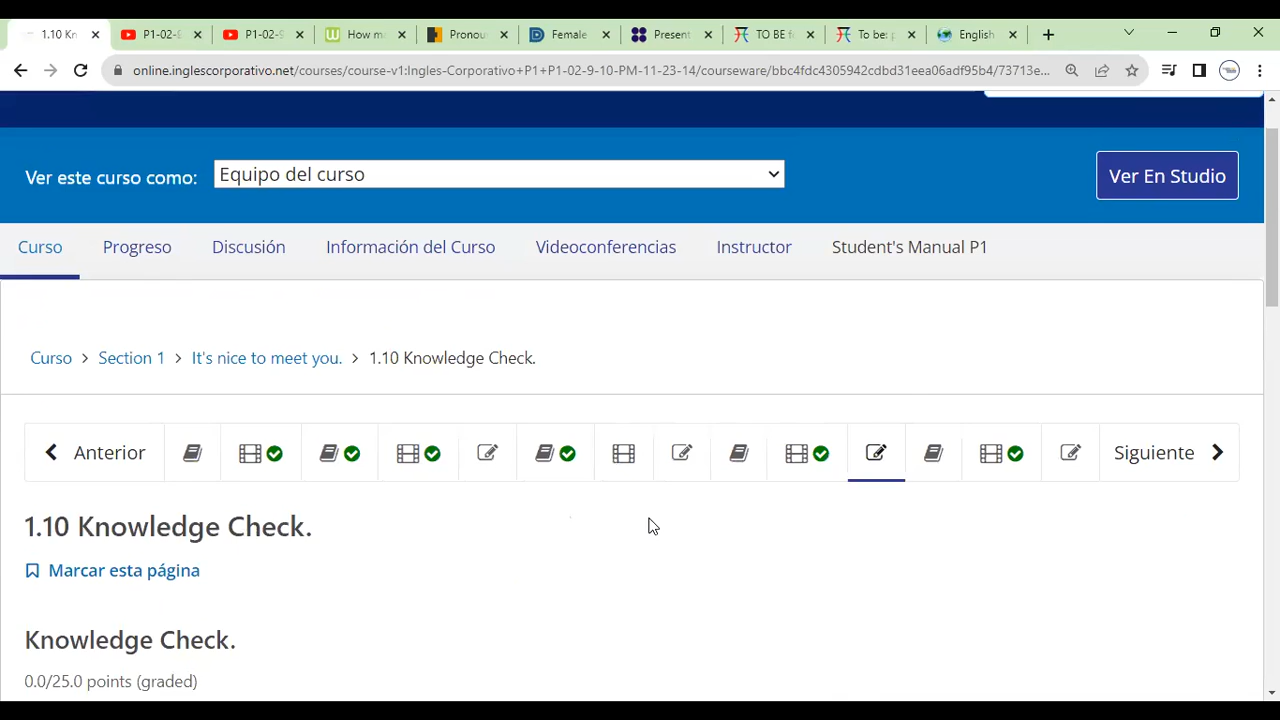 1.10 Kn
P1-02-E
P1-02-S
How m
Pronou
Female
Present
TO BE f
To be: p
English
online.inglescorporativo.net/courses/course-v1:Ingles-Corporativo+P1+P1-02-9-10-PM-11-23-14/courseware/bbc4fdc4305942cdbd31eea06adf95b4/73713e...
Ver este curso como:
Equipo del curso
Ver En Studio
Curso
Progreso
Discusión
Información del Curso
Videoconferencias
Instructor
Student's Manual P1
Curso > Section 1 > It's nice to meet you. > 1.10 Knowledge Check.
Anterior
Siguiente
1.10 Knowledge Check.
Marcar esta página
Knowledge Check.
0.0/25.0 points (graded)